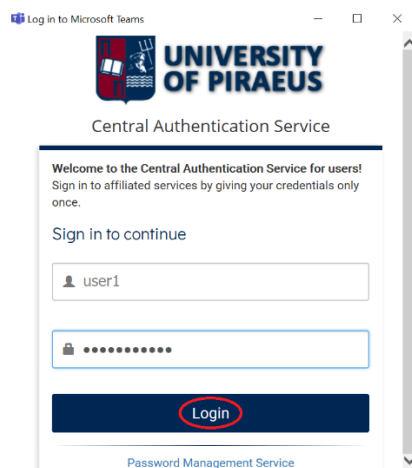 Log in to Microsoft Teams
UNIVERSITY
OF PIRAEUS
Central Authentication Service
Welcome to the Central Authentication Service for users!
Sign in to affiliated services by giving your credentials only
once.
Sign in to continue
user1
•••••••••••
Login
Password Management Service